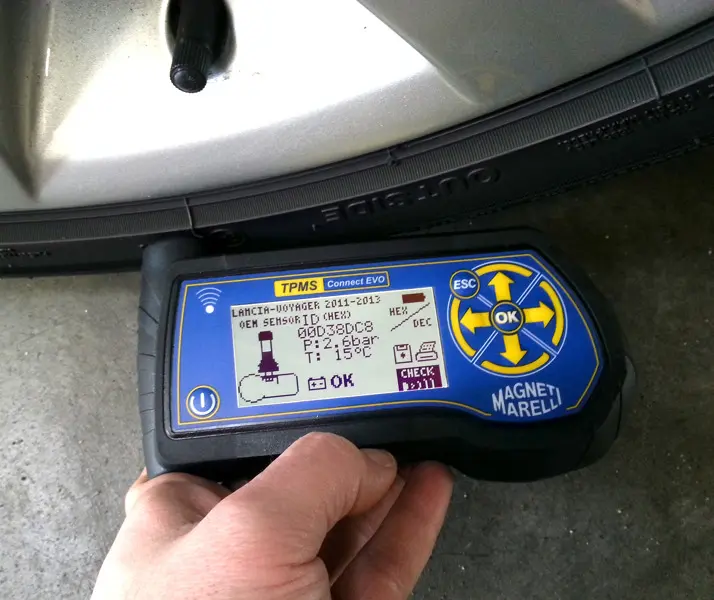 OUTSIDE
TPMS Connect EVO
LANCIA-VOYAGER 2011-2013
OEM SENSOR ID (HEX)
00D38DC8
HEX
DEC
P:2.6bar
T: 15°C
OK
CHECK
ESC
OK
MAGNETI
MARELLI